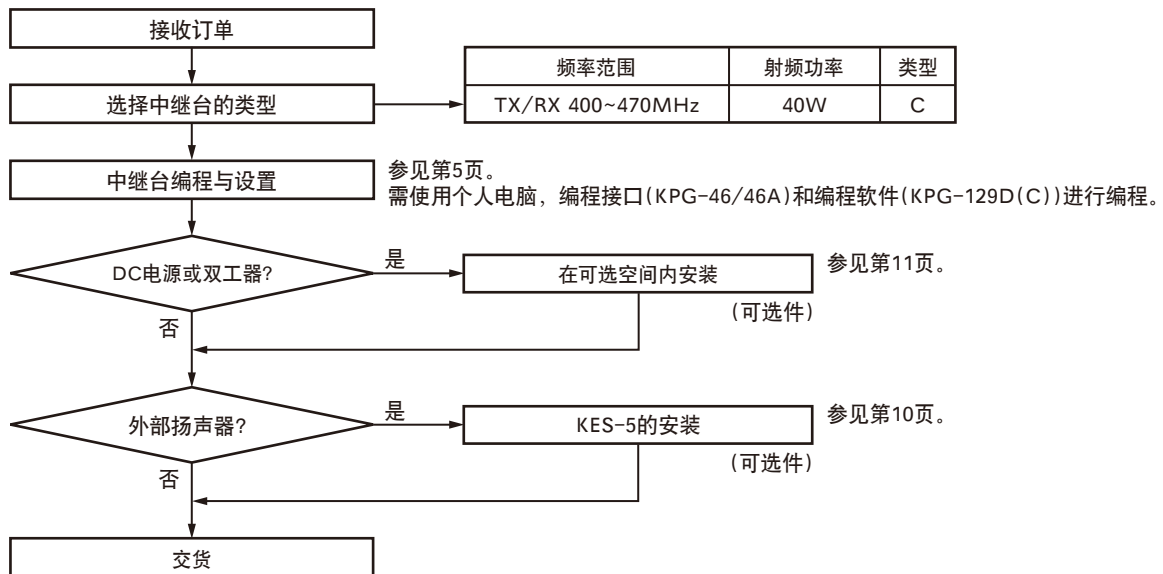 接收订单
选择中继台的类型
频率范围 射频功率 类型
TX/RX 400~470MHz 40W C
中继台编程与设置
参见第5页。
需使用个人电脑，编程接口(KPG-46/46A)和编程软件(KPG-129D(C))进行编程。
DC电源或双工器?
是
在可选空间内安装
参见第11页。
(可选件)
否
外部扬声器?
是
KES-5的安装
参见第10页。
(可选件)
否
交货